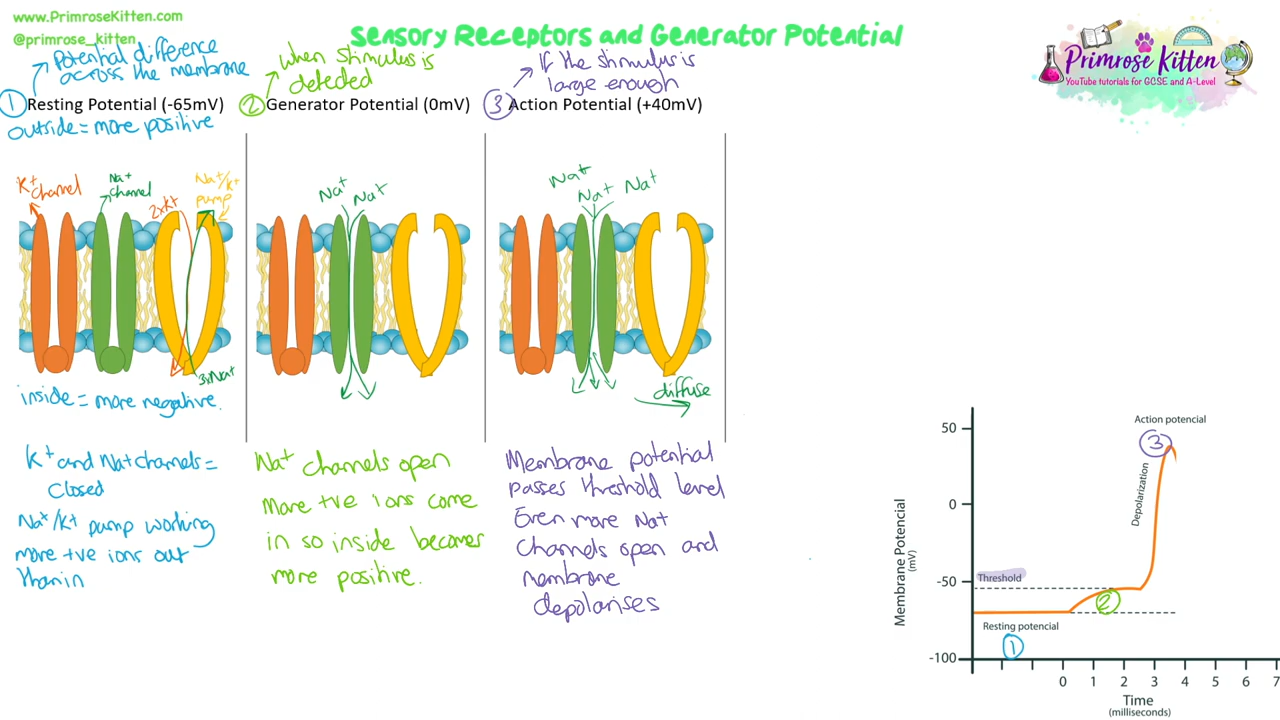 www.PrimroseKitten.com
@primrose_kitten
Sensory Receptors and Generator Potential
Primrose Kitten
YouTube tutorials for GCSE and A-Level
Potential difference
across the membrane
1 Resting Potential (-65mV)
outside = more positive
K+ channel
Na+
channel
2xK+
Na+/K+
pump
3xNa+
inside = more negative.
K+ and Na+ channels =
Closed
Na+/K+ pump working
more +ve ions out
than in
When stimulus is
detected
2 Generator Potential (0mV)
Na+ Na+
Na+ channels open
More +ve ions come
in so inside becomes
more positive.
If the stimulus is
large enough
3 Action Potential (+40mV)
Na+ Na+ Na+
diffuse
Membrane potential
passes threshold level
Even more Na+
Channels open and
membrane
depolarises
Action potencial
3
50
Depolarization
0
Membrane Potencial
(mV)
-50
Threshold
2
Resting potencial
1
-100
0 1 2 3 4 5 6 7
Time
(milliseconds)